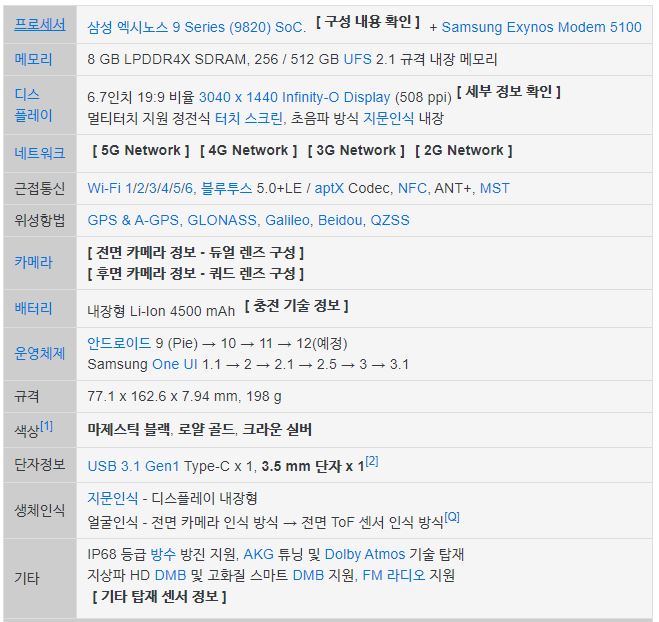 프로세서
삼성 엑시노스 9 Series (9820) SoC. [ 구성 내용 확인 ] + Samsung Exynos Modem 5100
메모리
8 GB LPDDR4X SDRAM, 256 / 512 GB UFS 2.1 규격 내장 메모리
디스
플레이
6.7인치 19:9 비율 3040 x 1440 Infinity-O Display (508 ppi) [ 세부 정보 확인 ]
멀티터치 지원 정전식 터치 스크린, 초음파 방식 지문인식 내장
네트워크
[ 5G Network ] [ 4G Network ] [ 3G Network ] [ 2G Network ]
근접통신
Wi-Fi 1/2/3/4/5/6, 블루투스 5.0+LE / aptX Codec, NFC, ANT+, MST
위성항법
GPS & A-GPS, GLONASS, Galileo, Beidou, QZSS
카메라
[ 전면 카메라 정보 - 듀얼 렌즈 구성 ]
[ 후면 카메라 정보 - 쿼드 렌즈 구성 ]
배터리
내장형 Li-Ion 4500 mAh [ 충전 기술 정보 ]
운영체제
안드로이드 9 (Pie) → 10 → 11 → 12(예정)
Samsung One UI 1.1 → 2 → 2.1 → 2.5 → 3 → 3.1
규격
77.1 x 162.6 x 7.94 mm, 198 g
색상[1]
마제스틱 블랙, 로얄 골드, 크라운 실버
단자정보
USB 3.1 Gen1 Type-C x 1, 3.5 mm 단자 x 1[2]
생체인식
지문인식 - 디스플레이 내장형
얼굴인식 - 전면 카메라 인식 방식 → 전면 ToF 센서 인식 방식[Q]
기타
IP68 등급 방수 방진 지원, AKG 튜닝 및 Dolby Atmos 기술 탑재
지상파 HD DMB 및 고화질 스마트 DMB 지원, FM 라디오 지원
[ 기타 탑재 센서 정보 ]